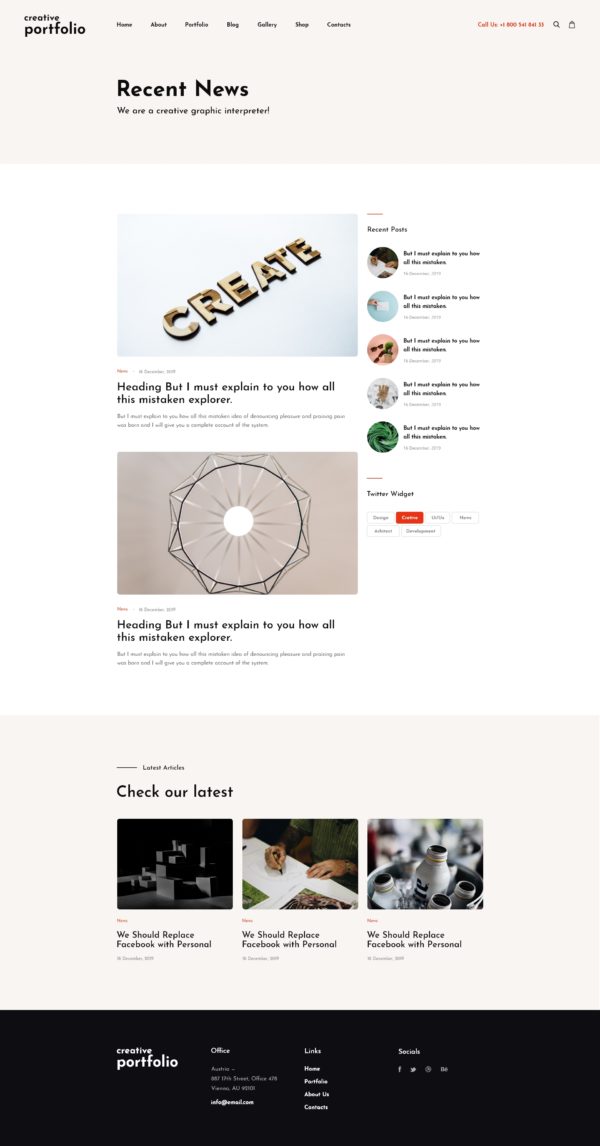 creative
portfolio
Home About Portfolio Blog Gallery Shop Contacts
Call Us: +1 800 541 841 33
Recent News
We are a creative graphic interpreter!
CREATE
News 16 December, 2019
Heading But I must explain to you how all
this mistaken explorer.
But I must explain to you how all this mistaken idea of denouncing pleasure and praising pain
was born and I will give you a complete account of the system.
News 16 December, 2019
Heading But I must explain to you how all
this mistaken explorer.
But I must explain to you how all this mistaken idea of denouncing pleasure and praising pain
was born and I will give you a complete account of the system.
Recent Posts
But I must explain to you how
all this mistaken.
16 December, 2019
But I must explain to you how
all this mistaken.
16 December, 2019
But I must explain to you how
all this mistaken.
16 December, 2019
But I must explain to you how
all this mistaken.
16 December, 2019
But I must explain to you how
all this mistaken.
16 December, 2019
Twitter Widget
Design Cretive Ui/Ux News
Arhitect Development
Latest Articles
Check our latest
News
We Should Replace
Facebook with Personal
16 December, 2019
News
We Should Replace
Facebook with Personal
16 December, 2019
News
We Should Replace
Facebook with Personal
16 December, 2019
creative
portfolio
Office
Austria —
887 17th Street, Office 478
Vienna, AU 92101
info@email.com
Links
Home
Portfolio
About Us
Contacts
Socials